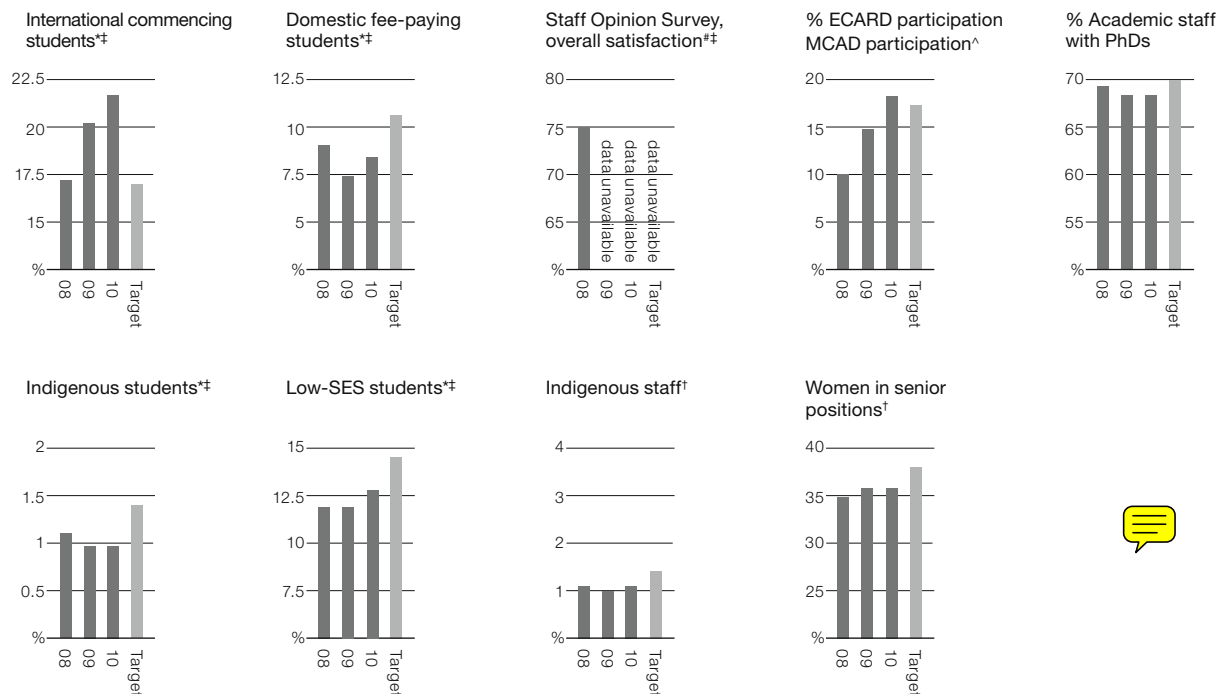 International commencing
students*‡
22.5
20
17.5
15
%
08
09
10
Target
Domestic fee-paying
students*‡
12.5
10
7.5
5
%
08
09
10
Target
Staff Opinion Survey,
overall satisfaction#‡
80
75
70
65
%
data unavailable
data unavailable
data unavailable
08
09
10
Target
% ECARD participation
MCAD participation^
20
15
10
5
%
08
09
10
Target
% Academic staff
with PhDs
70
65
60
55
%
08
09
10
Target
Indigenous students*‡
2
1.5
1
0.5
%
08
09
10
Target
Low-SES students*‡
15
12.5
10
7.5
%
08
09
10
Target
Indigenous staff†
4
3
2
1
%
08
09
10
Target
Women in senior
positions†
40
35
30
25
%
08
09
10
Target